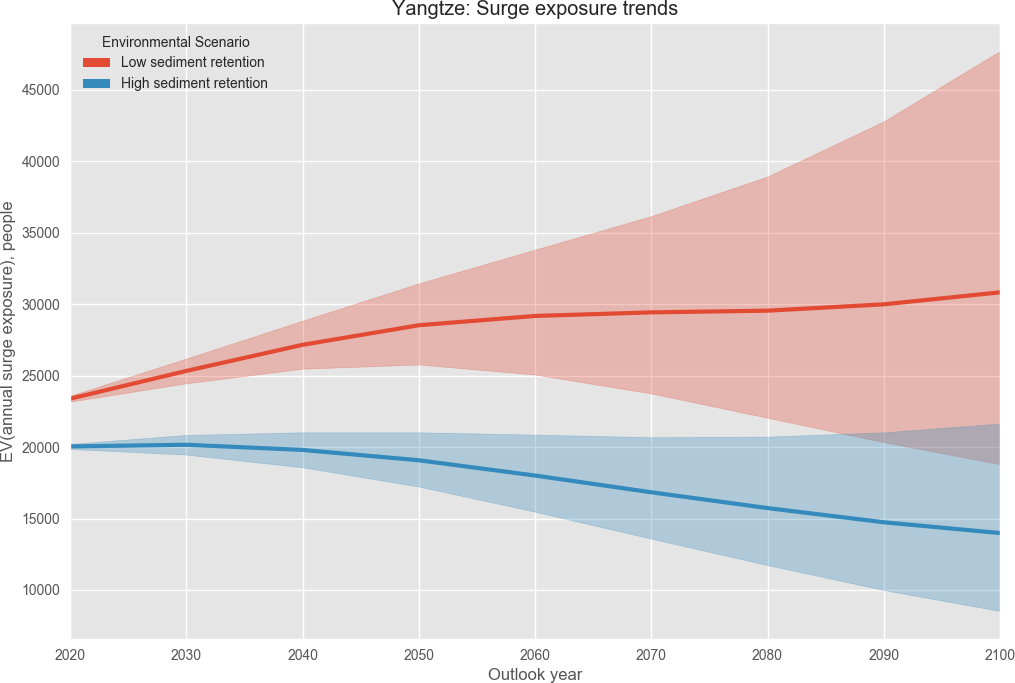 Yangtze: Surge exposure trends
Environmental Scenario
Low sediment retention
High sediment retention
EV(annual surge exposure), people
45000
40000
35000
30000
25000
20000
15000
10000
2020 2030 2040 2050 2060 2070 2080 2090 2100
Outlook year